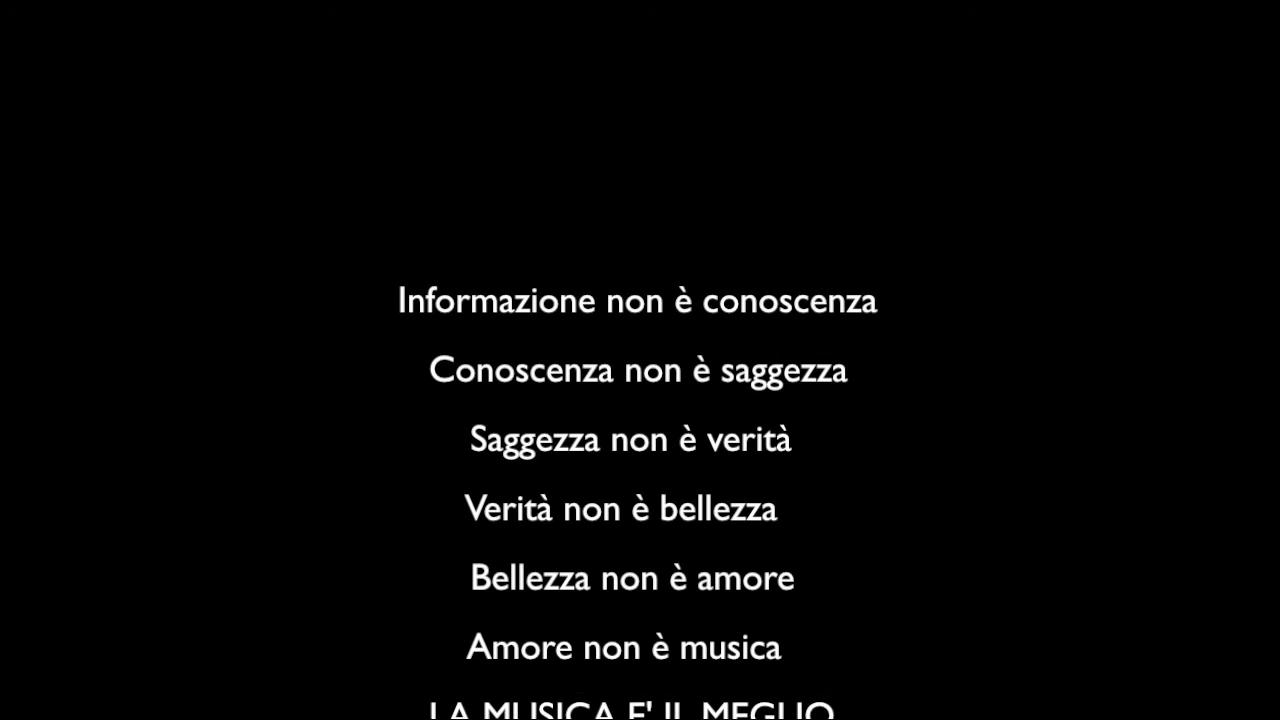 Informazione non è conoscenza
Conoscenza non è saggezza
Saggezza non è verità
Verità non è bellezza
Bellezza non è amore
Amore non è musica
LA MUSICA E' IL MEGLIO